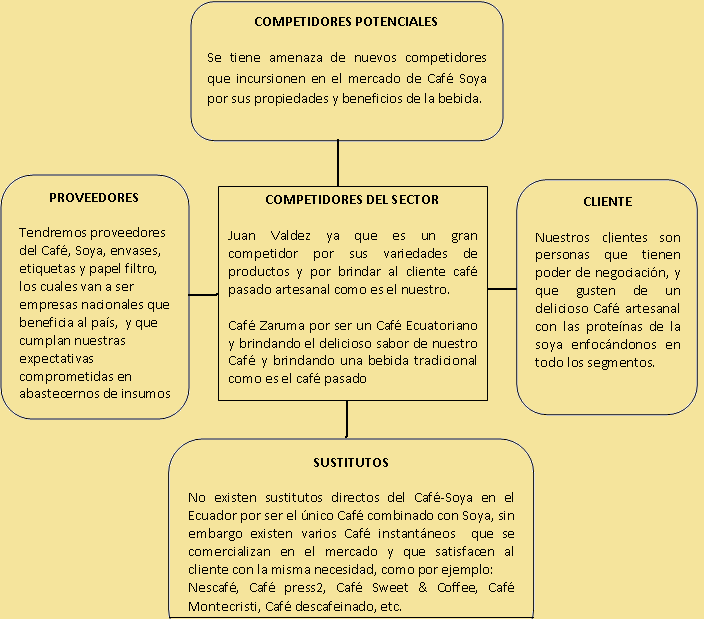 COMPETIDORES POTENCIALES
Se tiene amenaza de nuevos competidores
que incursionen en el mercado de Café Soya
por sus propiedades y beneficios de la bebida.
PROVEEDORES
Tendremos proveedores
del Café, Soya, envases,
etiquetas y papel filtro,
los cuales van a ser
empresas nacionales que
beneficia al país, y que
cumplan nuestras
expectativas
comprometidas en
abastecernos de insumos
COMPETIDORES DEL SECTOR
Juan Valdez ya que es un gran
competidor por sus variedades de
productos y por brindar al cliente café
pasado artesanal como es el nuestro.
Café Zaruma por ser un Café Ecuatoriano
y brindando el delicioso sabor de nuestro
Café y brindando una bebida tradicional
como es el café pasado
CLIENTE
Nuestros clientes son
personas que tienen
poder de negociación, y
que gusten de un
delicioso Café artesanal
con las proteínas de la
soya enfocándonos en
todo los segmentos.
SUSTITUTOS
No existen sustitutos directos del Café-Soya en el
Ecuador por ser el único Café combinado con Soya, sin
embargo existen varios Café instantáneos que se
comercializan en el mercado y que satisfacen al
cliente con la misma necesidad, como por ejemplo:
Nescafé, Café press2, Café Sweet & Coffee, Café
Montecristi, Café descafeinado, etc.